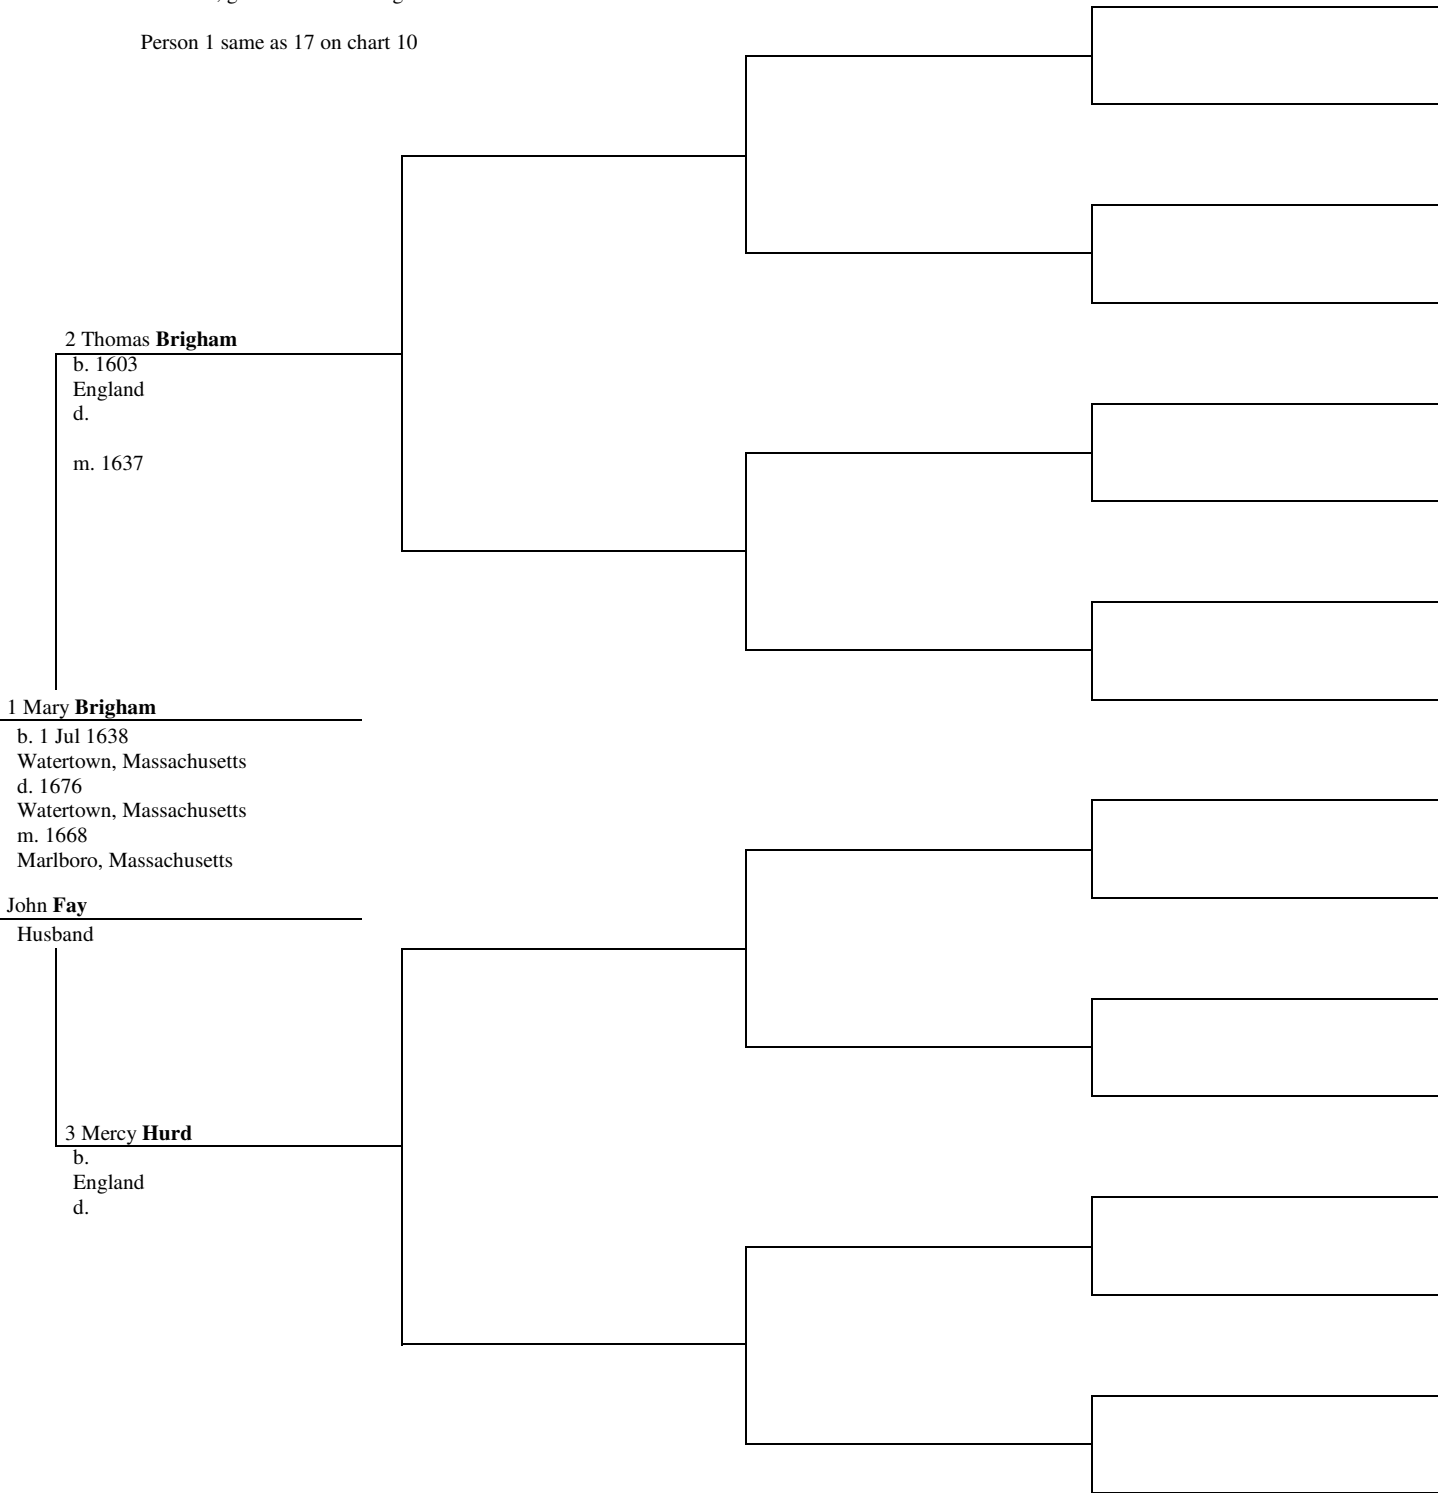 Person 1 same as 17 on chart 10
2 Thomas Brigham
b. 1603
England
d.
m. 1637
1 Mary Brigham
b. 1 Jul 1638
Watertown, Massachusetts
d. 1676
Watertown, Massachusetts
m. 1668
Marlboro, Massachusetts
John Fay
Husband
3 Mercy Hurd
b.
England
d.